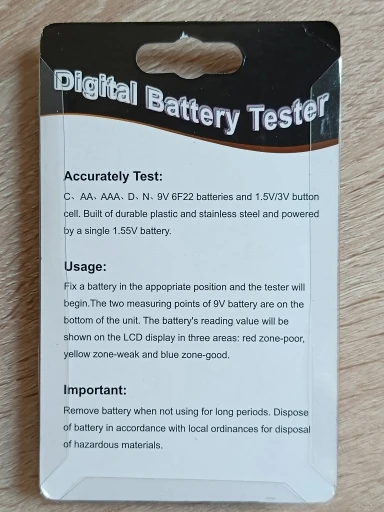 Digital Battery Tester
Accurately Test:
C、AA、AAA、D、N、9V 6F22 batteries and 1.5V/3V button
cell. Built of durable plastic and stainless steel and powered
by a single 1.55V battery.
Usage:
Fix a battery in the appopriate position and the tester will
begin.The two measuring points of 9V battery are on the
bottom of the unit. The battery's reading value will be
shown on the LCD display in three areas: red zone-poor,
yellow zone-weak and blue zone-good.
Important:
Remove battery when not using for long periods. Dispose
of battery in accordance with local ordinances for disposal
of hazardous materials.